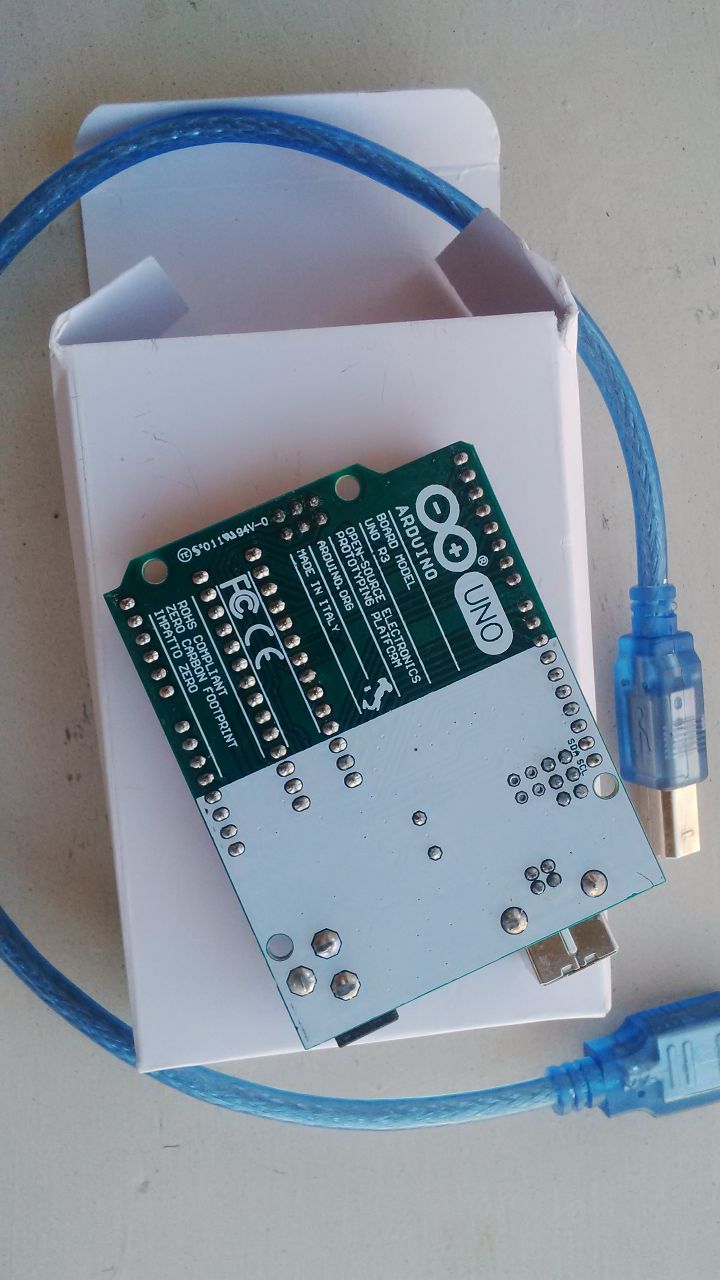 ARDUINO
UNO
BOARD MODEL
UNO R3
OPEN-SOURCE ELECTRONICS
PROTOTYPING PLATFORM
ARDUINO.ORG
MADE IN ITALY
FC CE
ROHS COMPLIANT
ZERO CARBON FOOTPRINT
IMPATTO ZERO
94V-0
SDA SCL